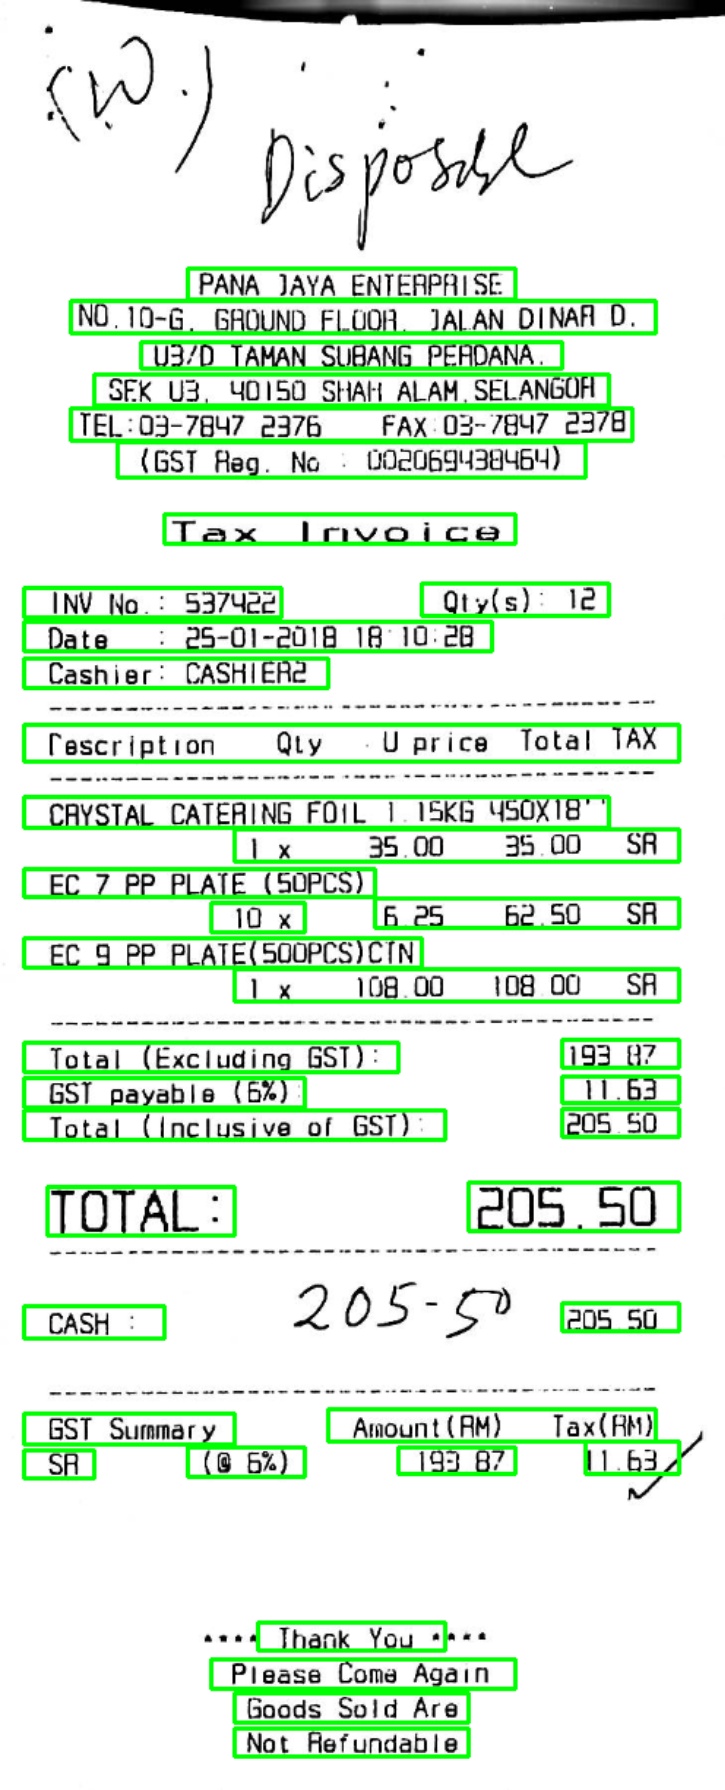 (W.)
PANA JAYA ENTERPRISE
NO.10-G, GROUND FLOOR, JALAN DINAR D,
U3/D TAMAN SUBANG PERDANA,
SEK U3, 40150 SHAH ALAM,SELANGOR
TEL:03-7847 2376 FAX:03-7847 2378
(GST Reg. No : 002069438464)
Tax Invoice
INV No.: 537422 Qty(s): 12
Date : 25-01-2018 18:10:28
Cashier: CASHIER2
Description Qty U price Total TAX
CRYSTAL CATERING FOIL 1.15KG 450X18''
1 x 35.00 35.00 SR
EC 7 PP PLATE (50PCS)
10 x 6.25 62.50 SR
EC 9 PP PLATE(500PCS)CTN
1 x 108.00 108.00 SR
Total (Excluding GST): 193.87
GST payable (6%) 11.63
Total (Inclusive of GST): 205.50
TOTAL: 205.50
CASH : 205-50 205.50
GST Summary Amount(RM) Tax(RM)
SR (@ 6%) 193.87 11.63
**** Thank You ****
Please Come Again
Goods Sold Are
Not Refundable